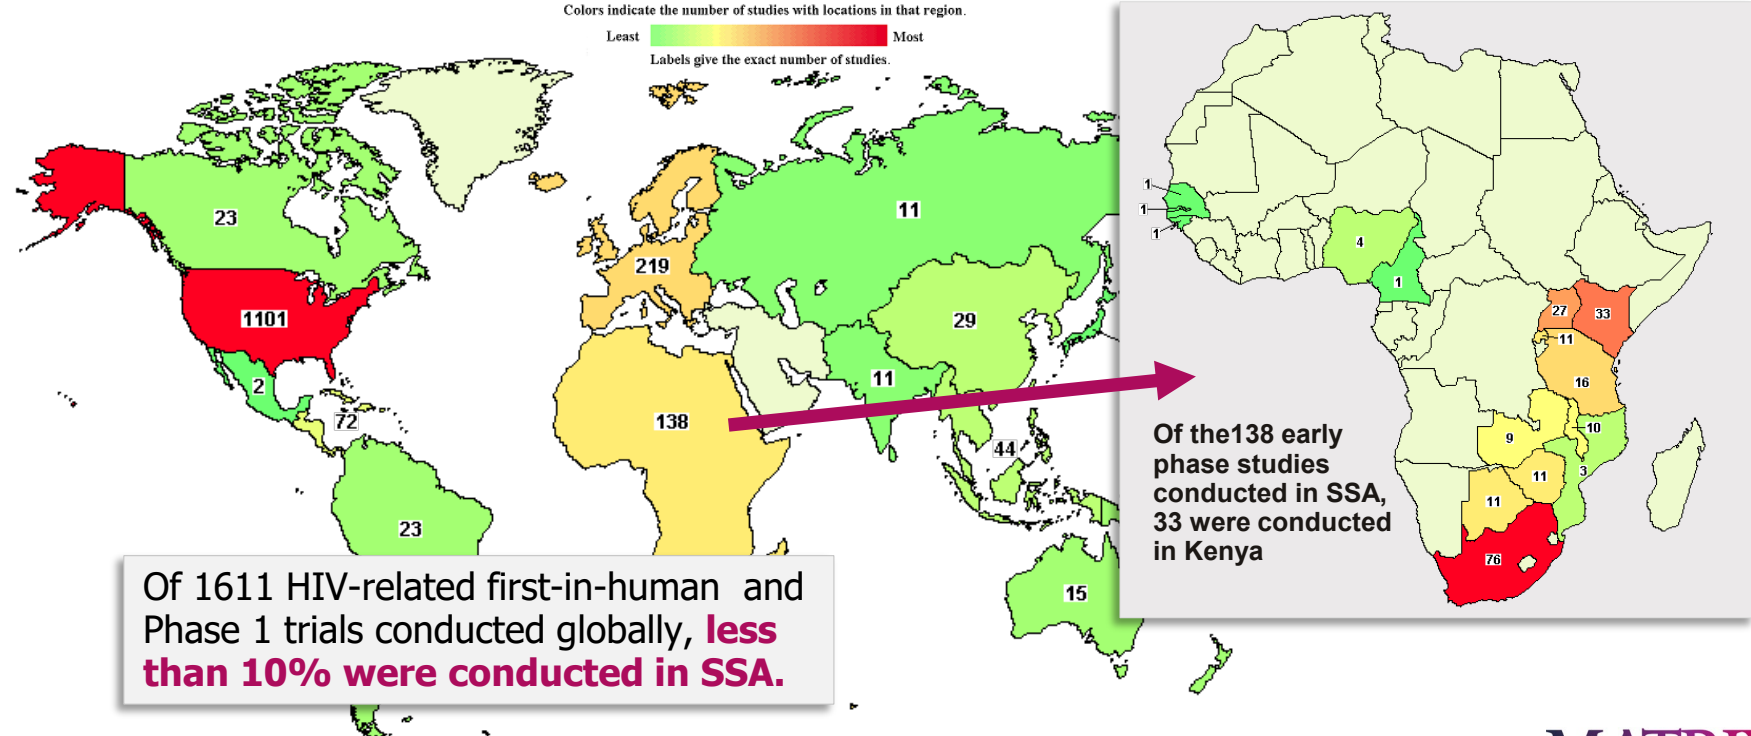 Colors indicate the number of studies with locations in that region.
Least Most
Labels give the exact number of studies.
23
1101
2
72
23
219
138
11
29
11
44
15
1
1
1
4
1
27
33
11
16
10
9
3
11
11
76
Of the138 early
phase studies
conducted in SSA,
33 were conducted
in Kenya
Of 1611 HIV-related first-in-human and
Phase 1 trials conducted globally, less
than 10% were conducted in SSA.